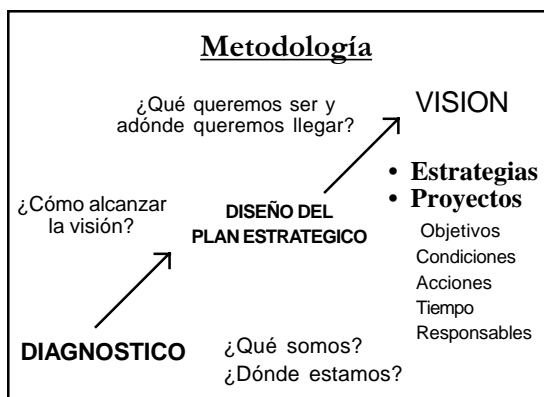 Metodología
¿Qué queremos ser y
adónde queremos llegar?
VISION
• Estrategias
• Proyectos
Objetivos
Condiciones
Acciones
Tiempo
Responsables
¿Cómo alcanzar
la visión?
DISEÑO DEL
PLAN ESTRATEGICO
DIAGNOSTICO
¿Qué somos?
¿Dónde estamos?